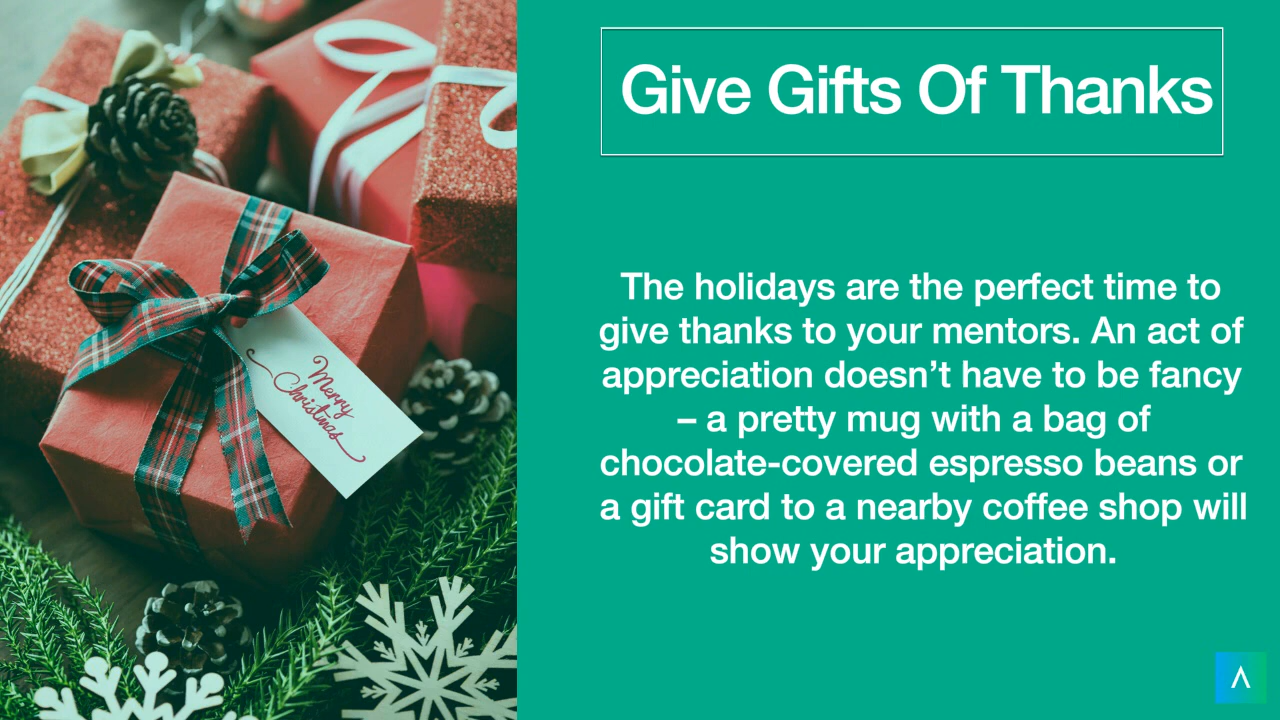 Give Gifts Of Thanks
The holidays are the perfect time to
give thanks to your mentors. An act of
appreciation doesn’t have to be fancy
– a pretty mug with a bag of
chocolate-covered espresso beans or
a gift card to a nearby coffee shop will
show your appreciation.
Merry
Christmas